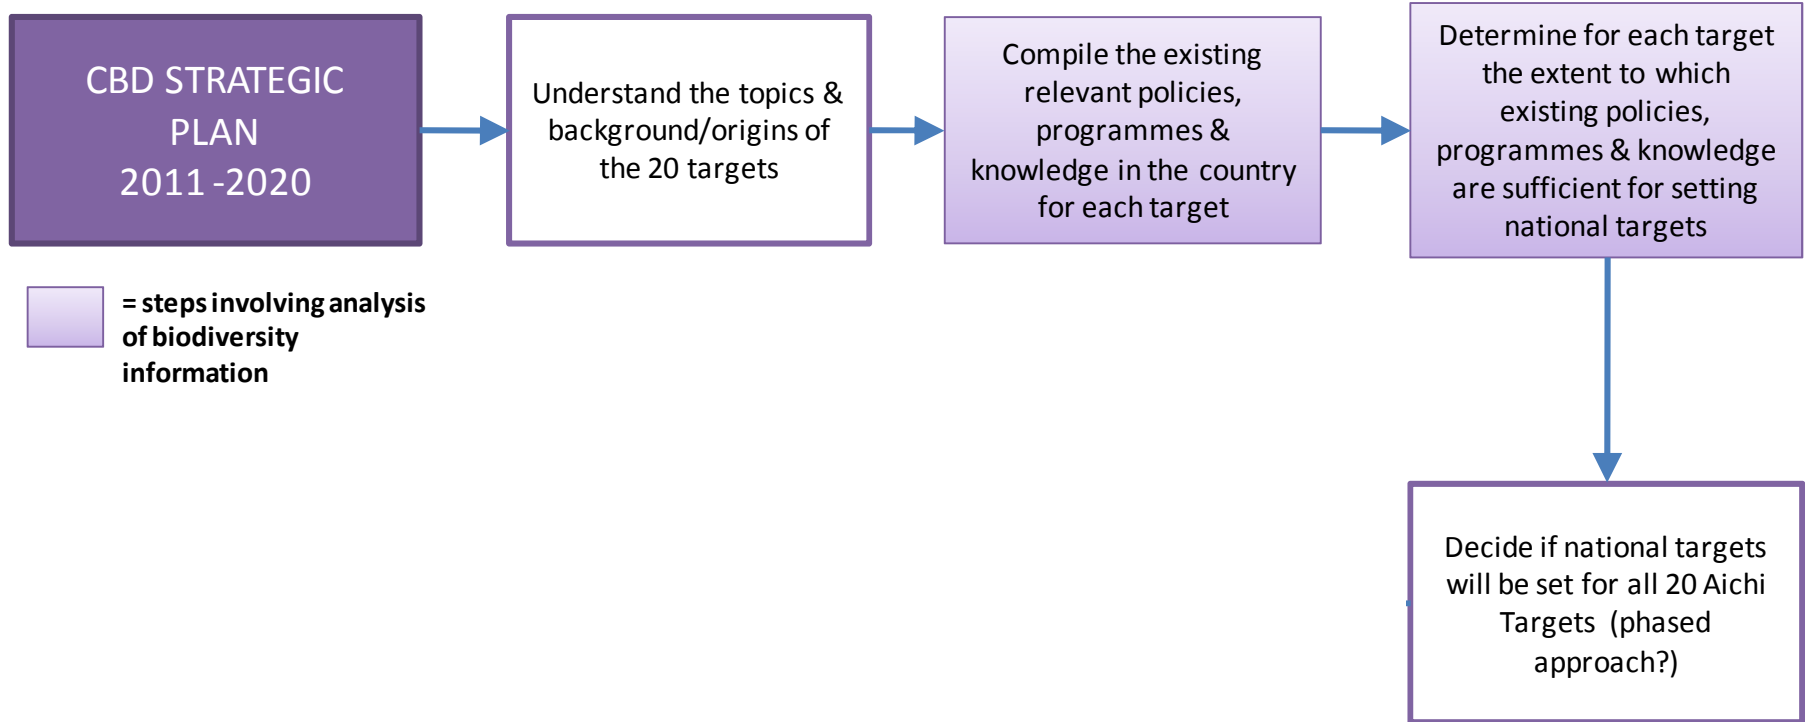 CBD STRATEGIC
PLAN
2011 -2020
Understand the topics &
background/origins of
the 20 targets
Compile the existing
relevant policies,
programmes &
knowledge in the country
for each target
Determine for each target
the extent to which
existing policies,
programmes & knowledge
are sufficient for setting
national targets
= steps involving analysis
of biodiversity
information
Decide if national targets
will be set for all 20 Aichi
Targets (phased
approach?)